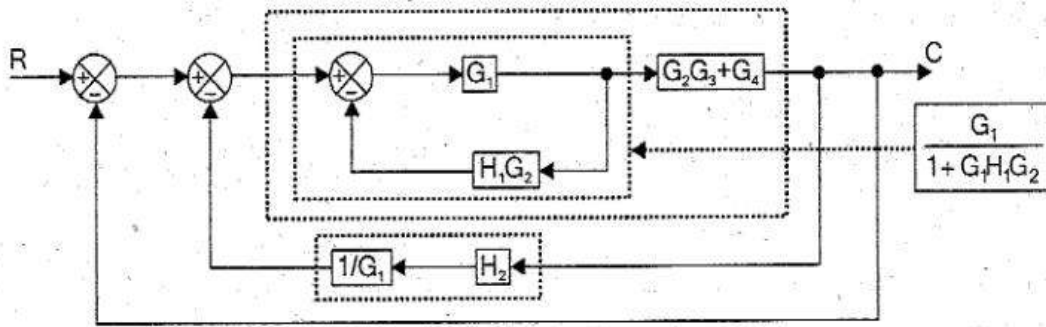 R
+
−
+
−
+
−
G₁
G₂G₃+G₄
C
H₁G₂
G₁
1+G₁H₁G₂
1/G₁
H₂